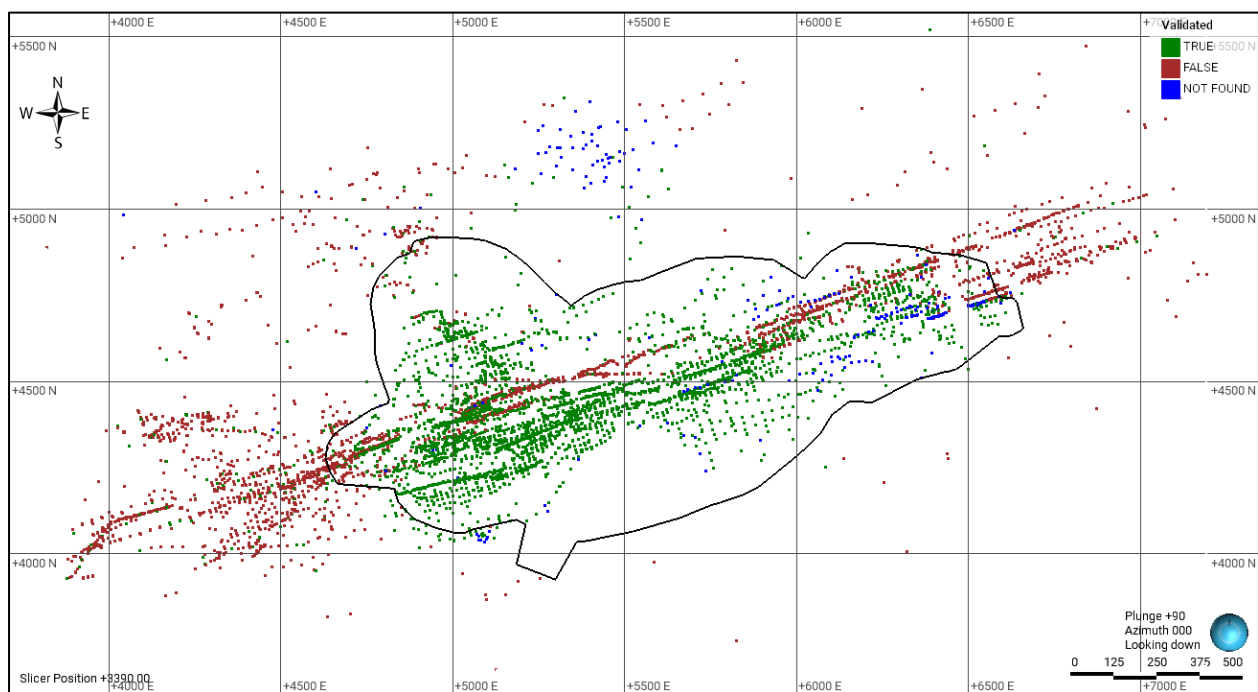 +4000 E +4500 E +5000 E +5500 E +6000 E +6500 E +7000 E
Validated
TRUE
FALSE
NOT FOUND
+5500 N +5500 N
N
W E
S
+5000 N +5000 N
+4500 N +4500 N
+4000 N +4000 N
Plunge +90
Azimuth 000
Looking down
0 125 250 375 500
Slicer Position +3390.00
+4000 E +4500 E +5000 E +5500 E +6000 E +6500 E +7000 E